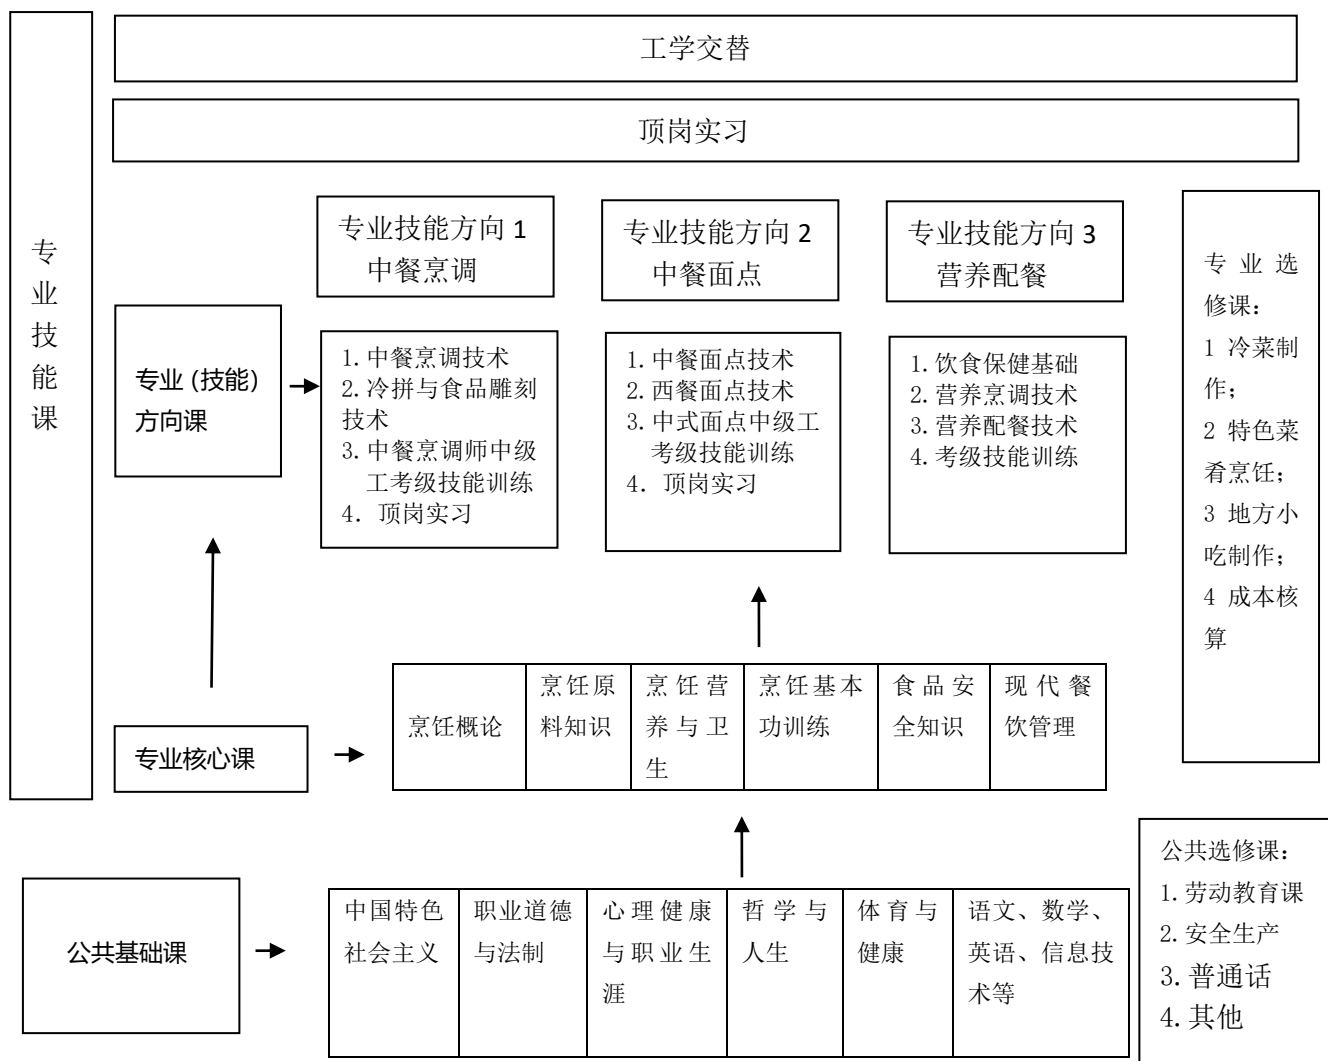 工学交替
顶岗实习
专
业
技
能
课
专业技能方向 1
中餐烹调
专业技能方向 2
中餐面点
专业技能方向 3
营养配餐
专业（技能）
方向课
1.中餐烹调技术
2.冷拼与食品雕刻
技术
3.中餐烹调师中级
工考级技能训练
4. 顶岗实习
1.中餐面点技术
2.西餐面点技术
3.中式面点中级工
考级技能训练
4. 顶岗实习
1.饮食保健基础
2.营养烹调技术
3.营养配餐技术
4.考级技能训练
专业选
修课：
1 冷菜制
作；
2 特色菜
肴烹饪；
3 地方小
吃制作；
4 成本核
算
专业核心课
烹饪概论
烹饪原
料知识
烹饪营
养与卫
生
烹饪基本
功训练
食品安
全知识
现代餐
饮管理
公共基础课
中国特色
社会主义
职业道德
与法制
心理健康
与职业生
涯
哲学与
人生
体育与
健康
语文、数学、
英语、信息技
术等
公共选修课：
1.劳动教育课
2.安全生产
3.普通话
4.其他